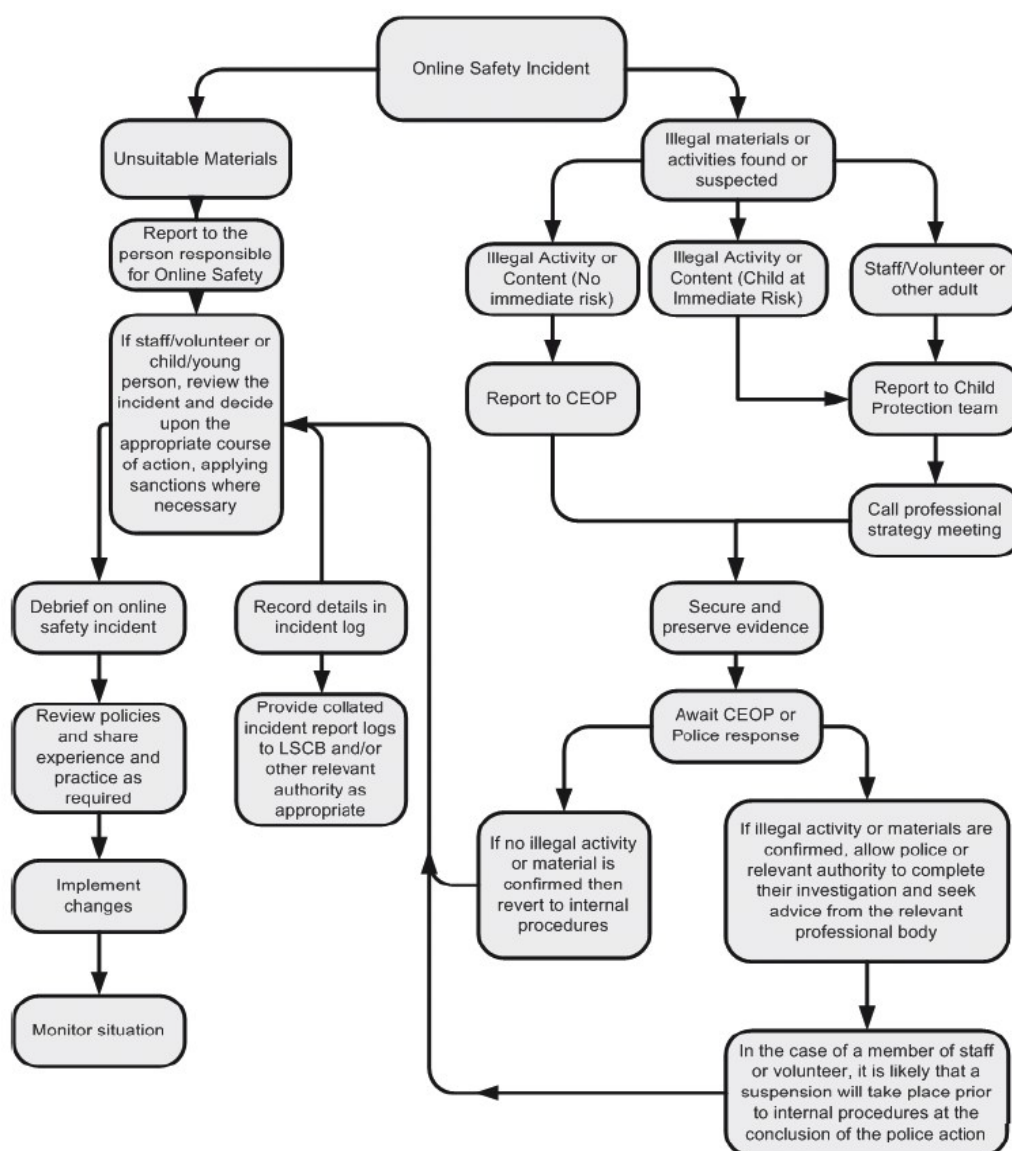 Online Safety Incident
Unsuitable Materials
Report to the
person responsible
for Online Safety
If staff/volunteer or
child/young
person, review the
incident and decide
upon the
appropriate course
of action, applying
sanctions where
necessary
Debrief on online
safety incident
Review policies
and share
experience and
practice as
required
Implement
changes
Monitor situation
Record details in
incident log
Provide collated
incident report logs
to LSCB and/or
other relevant
authority as
appropriate
Illegal materials or
activities found or
suspected
Illegal Activity or
Content (No
immediate risk)
Illegal Activity or
Content (Child at
Immediate Risk)
Staff/Volunteer or
other adult
Report to CEOP
Report to Child
Protection team
Call professional
strategy meeting
Secure and
preserve evidence
Await CEOP or
Police response
If no illegal activity
or material is
confirmed then
revert to internal
procedures
If illegal activity or materials are
confirmed, allow police or
relevant authority to complete
their investigation and seek
advice from the relevant
professional body
In the case of a member of staff
or volunteer, it is likely that a
suspension will take place prior
to internal procedures at the
conclusion of the police action